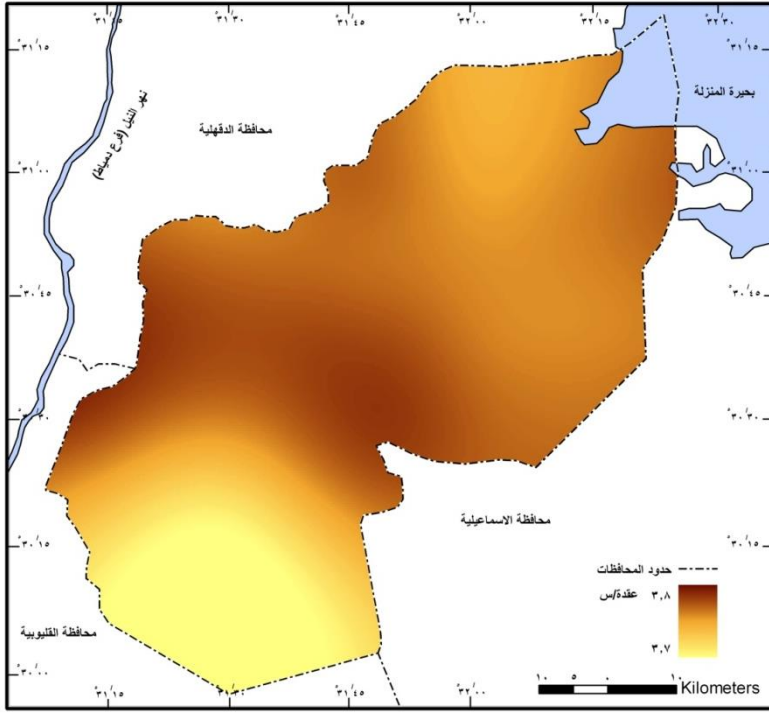 °٣١/١٥ °٣١/٣٠ °٣١/٤٥ °٣٢/٠٠ °٣٢/١٥ °٣٢/٣٠
°٣١/١٥ °٣١/١٥
بحيرة المنزلة
نهر النيل (فرع دمياط)
محافظة الدقهلية
°٣١/٠٠ °٣١/٠٠
°٣٠/٤٥ °٣٠/٤٥
°٣٠/٣٠ °٣٠/٣٠
محافظة الاسماعيلية
°٣٠/١٥ °٣٠/١٥
حدود المحافظات
عقدة/س
٣,٨
٣,٧
محافظة القليوبية
°٣٠/٠٠ °٣٠/٠٠
١٠ ٥ ٠ ١٠
Kilometers
°٣١/١٥ °٣١/٣٠ °٣١/٤٥ °٣٢/٠٠